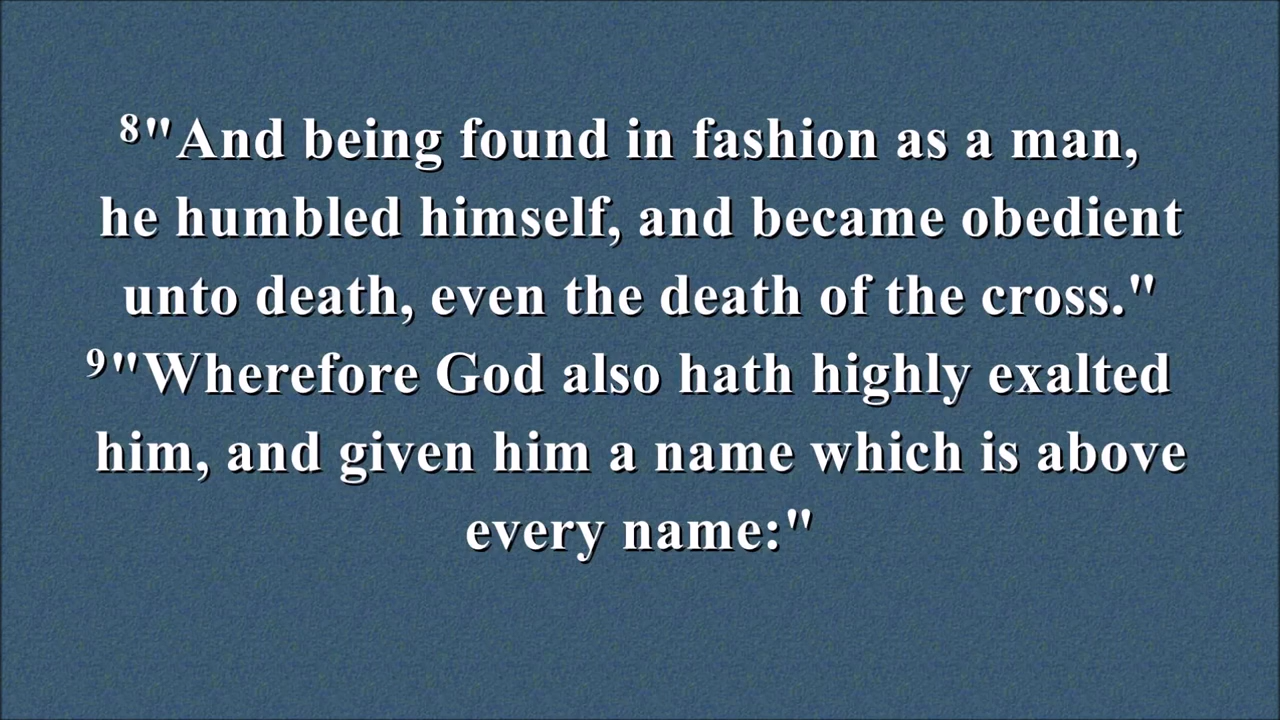 ⁸"And being found in fashion as a man,
he humbled himself, and became obedient
unto death, even the death of the cross."
⁹"Wherefore God also hath highly exalted
him, and given him a name which is above
every name:"